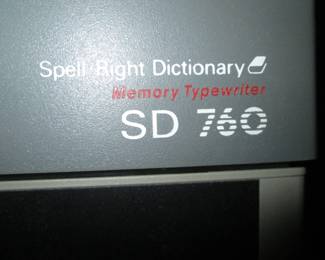 Spell Right Dictionary
Memory Typewriter
SD 760